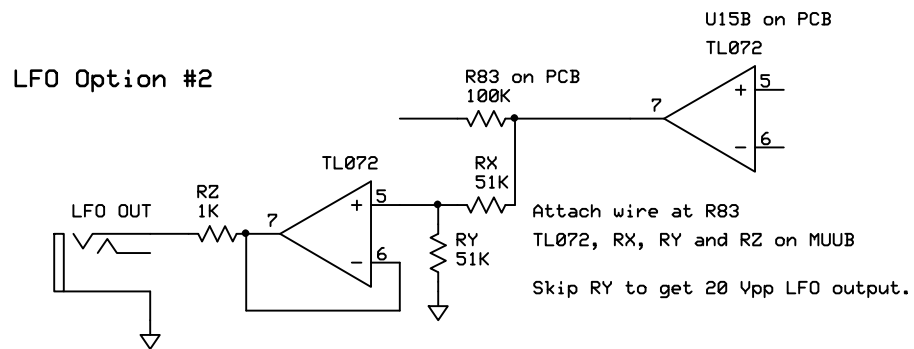 U15B on PCB
TL072
LFO Option #2
R83 on PCB
100K
7
+
5
-
6
TL072
RX
51K
RZ
1K
LFO OUT
7
+
5
-
6
RY
51K
Attach wire at R83
TL072, RX, RY and RZ on MUUB
Skip RY to get 20 Vpp LFO output.